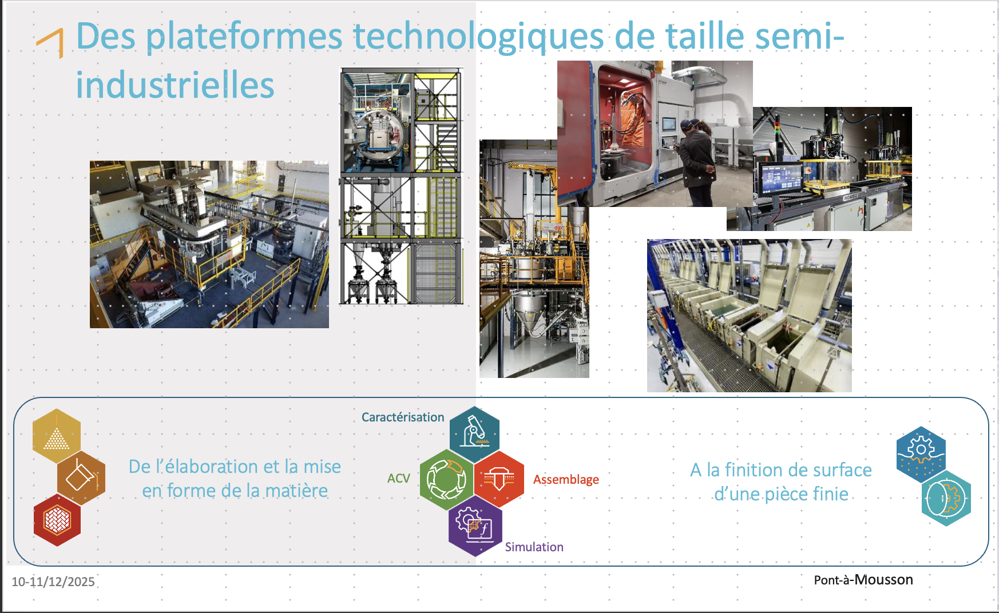 Des plateformes technologiques de taille semi-
industrielles
ROMEO
Caractérisation
ACV
Assemblage
Simulation
De l’élaboration et la mise
en forme de la matière
A la finition de surface
d’une pièce finie
f
10-11/12/2025
Pont-à-Mousson